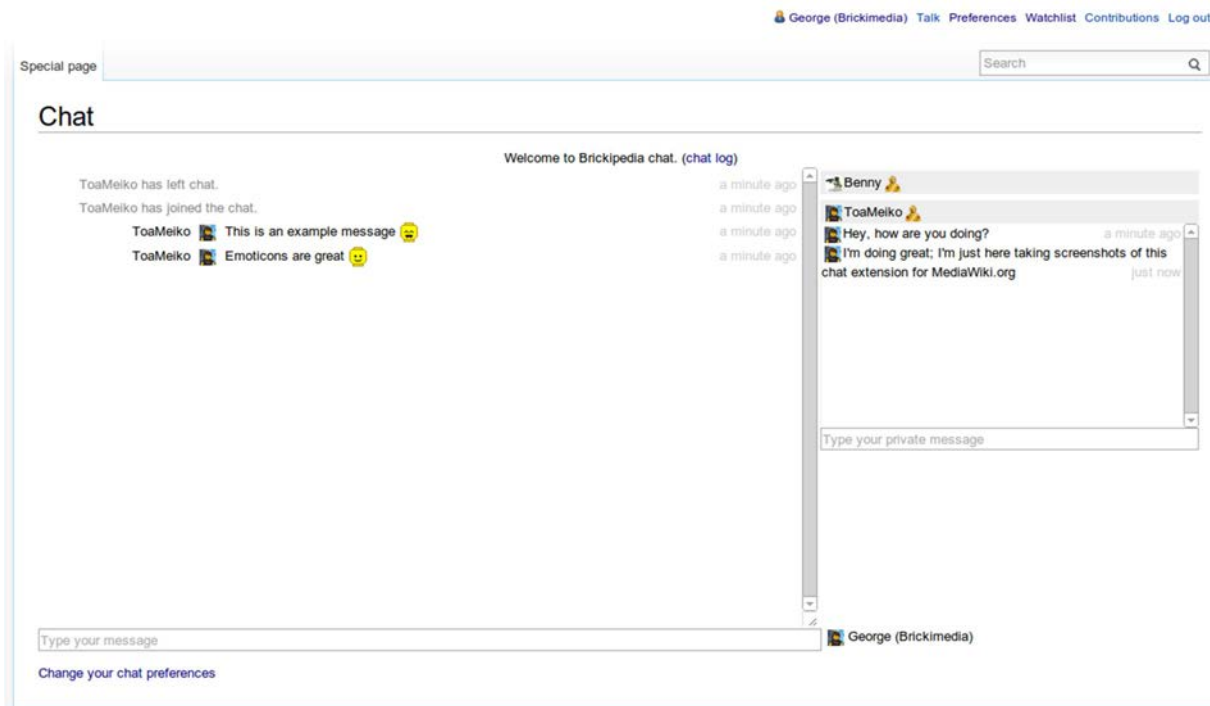 George (Brickimedia) Talk Preferences Watchlist Contributions Log out
Special page
Search
Chat
Welcome to Brickipedia chat. (chat log)
ToaMeiko has left chat. a minute ago
ToaMeiko has joined the chat. a minute ago
ToaMeiko This is an example message a minute ago
ToaMeiko Emoticons are great a minute ago
Benny
ToaMeiko
Hey, how are you doing? a minute ago
I'm doing great; I'm just here taking screenshots of this
chat extension for MediaWiki.org just now
Type your private message
Type your message
George (Brickimedia)
Change your chat preferences